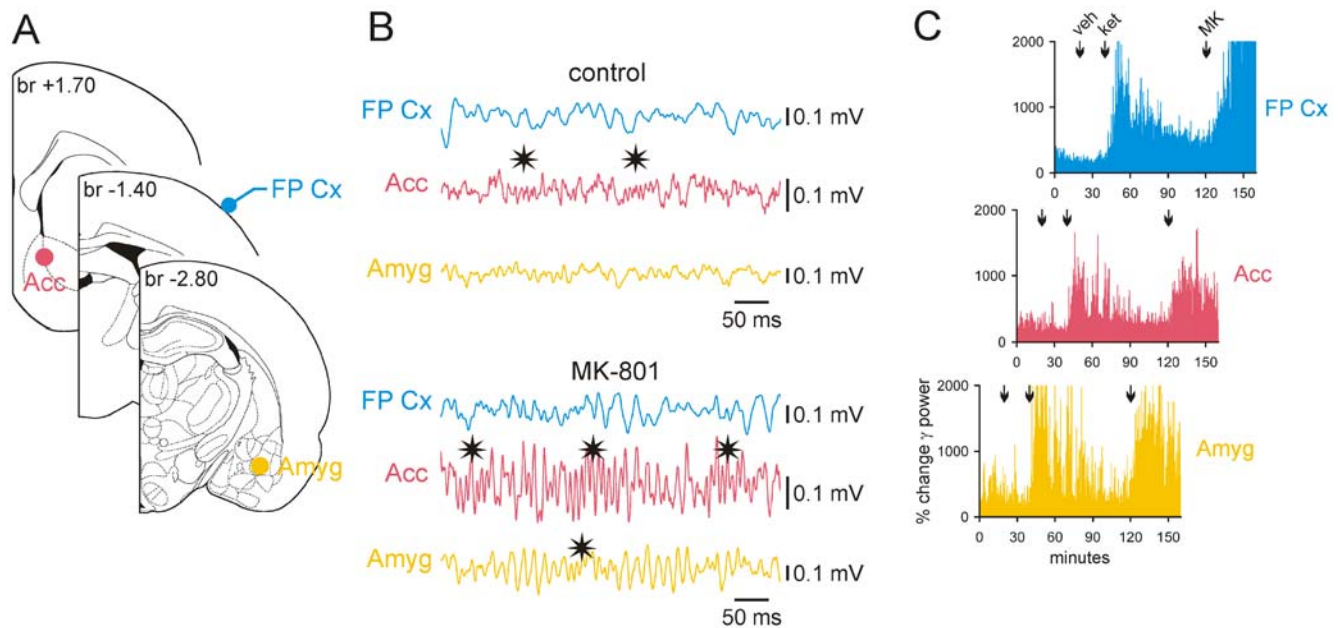 A
br +1.70
br -1.40
FP Cx
br -2.80
Acc
Amyg
B
control
FP Cx
0.1 mV
Acc
0.1 mV
Amyg
0.1 mV
50 ms
MK-801
FP Cx
0.1 mV
Acc
0.1 mV
Amyg
0.1 mV
50 ms
C
veh
ket
MK
2000
1000
0
FP Cx
0 30 60 90 120 150
2000
1000
0
Acc
0 30 60 90 120 150
2000
1000
0
Amyg
% change γ power
0 30 60 90 120 150
minutes